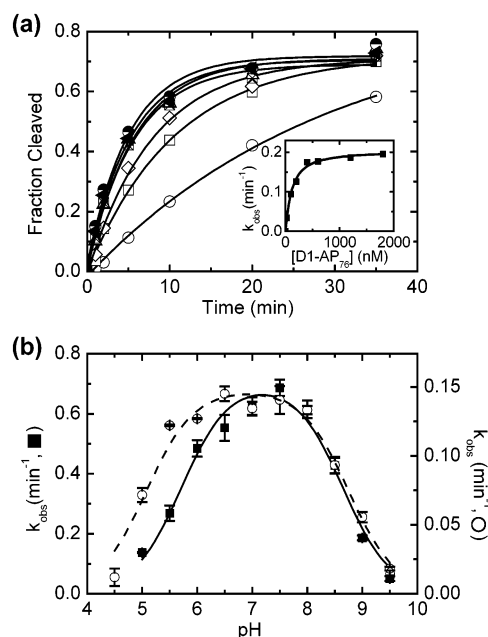 (a)
Fraction Cleaved
0.8
0.6
0.4
0.2
0.0
0 10 20 30 40
Time (min)
k_obs(min⁻¹)
0.2
0.1
0.0
0 1000 2000
[D1-AP₇₆] (nM)
(b)
k_obs(min⁻¹, ■)
0.8
0.6
0.4
0.2
0.0
4 5 6 7 8 9 10
pH
0.15
0.10
0.05
0.00
k_obs (min⁻¹, O)